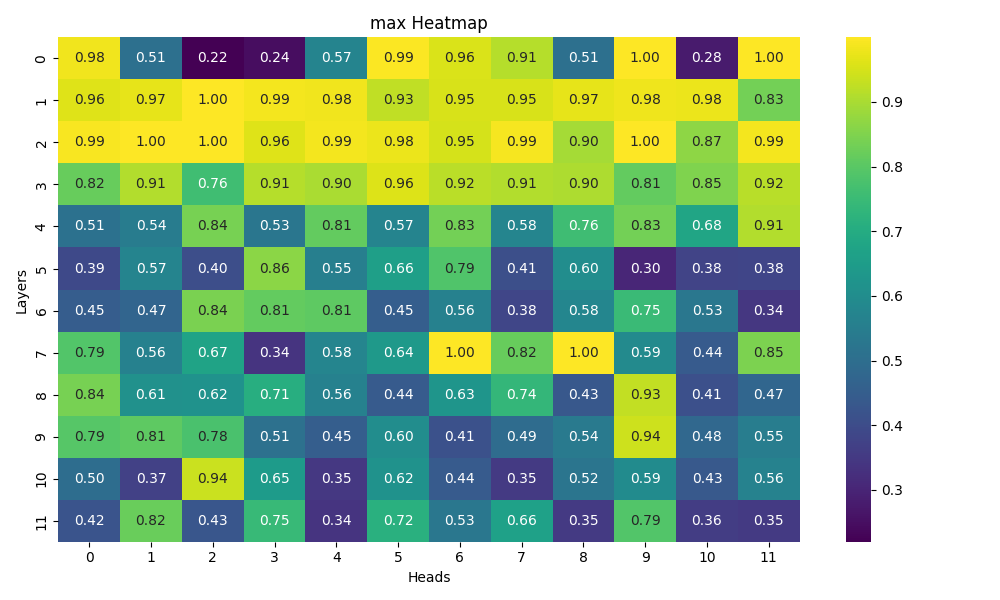 max Heatmap
0 0.98 0.51 0.22 0.24 0.57 0.99 0.96 0.91 0.51 1.00 0.28 1.00
1 0.96 0.97 1.00 0.99 0.98 0.93 0.95 0.95 0.97 0.98 0.98 0.83
2 0.99 1.00 1.00 0.96 0.99 0.98 0.95 0.99 0.90 1.00 0.87 0.99
3 0.82 0.91 0.76 0.91 0.90 0.96 0.92 0.91 0.90 0.81 0.85 0.92
4 0.51 0.54 0.84 0.53 0.81 0.57 0.83 0.58 0.76 0.83 0.68 0.91
5 0.39 0.57 0.40 0.86 0.55 0.66 0.79 0.41 0.60 0.30 0.38 0.38
6 0.45 0.47 0.84 0.81 0.81 0.45 0.56 0.38 0.58 0.75 0.53 0.34
7 0.79 0.56 0.67 0.34 0.58 0.64 1.00 0.82 1.00 0.59 0.44 0.85
8 0.84 0.61 0.62 0.71 0.56 0.44 0.63 0.74 0.43 0.93 0.41 0.47
9 0.79 0.81 0.78 0.51 0.45 0.60 0.41 0.49 0.54 0.94 0.48 0.55
10 0.50 0.37 0.94 0.65 0.35 0.62 0.44 0.35 0.52 0.59 0.43 0.56
11 0.42 0.82 0.43 0.75 0.34 0.72 0.53 0.66 0.35 0.79 0.36 0.35
0 1 2 3 4 5 6 7 8 9 10 11
Heads
Layers
0.9
0.8
0.7
0.6
0.5
0.4
0.3